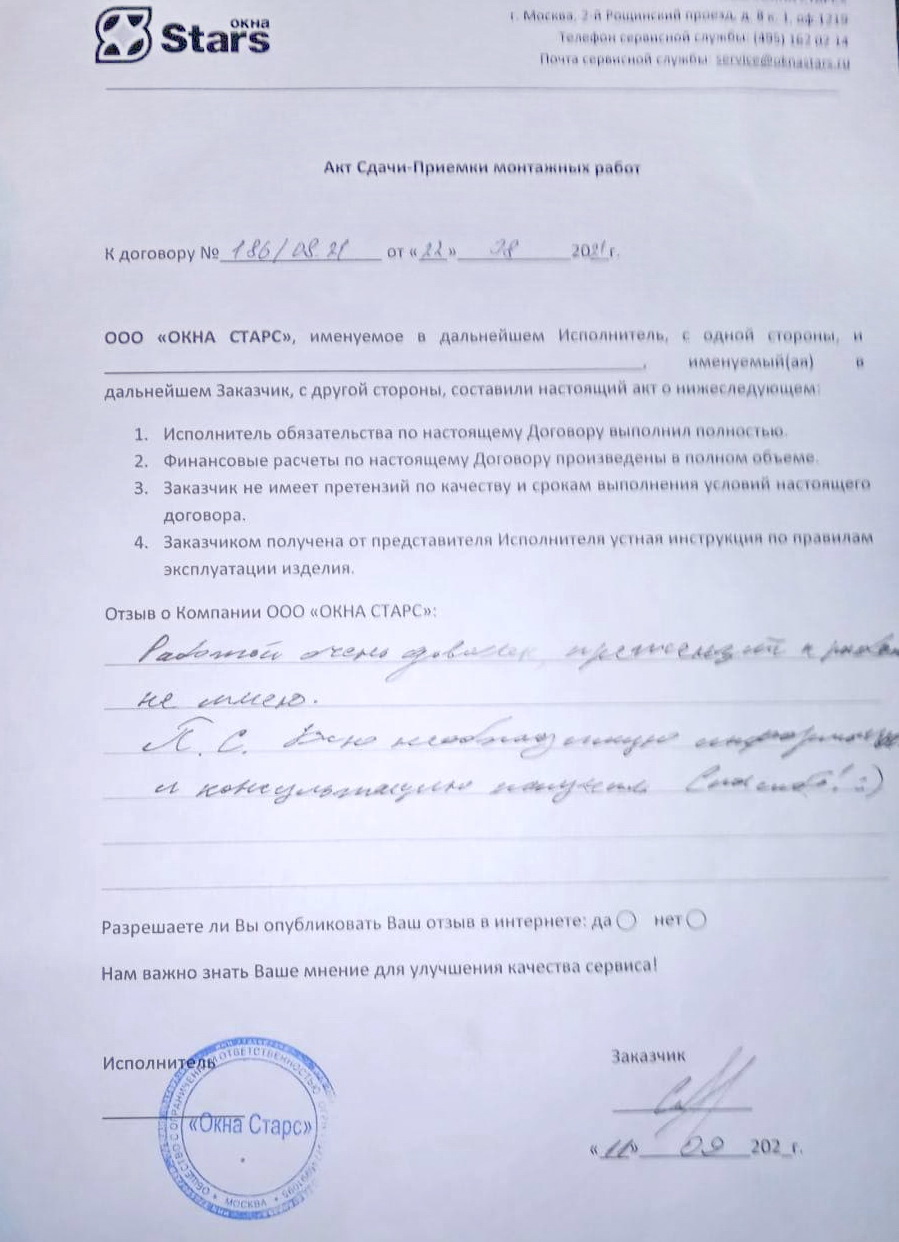 окна
Stars
г. Москва, 2-й Рощинский проезд, д. 8 к. 1, оф 1219
Телефон сервисной службы: (495) 162 02 14
Почта сервисной службы: service@oknastars.ru
Акт Сдачи-Приемки монтажных работ
К договору № 186/08.21 от «22» 08 2021г.
ООО «ОКНА СТАРС», именуемое в дальнейшем Исполнитель, с одной стороны, и
, именуемый(ая) в
дальнейшем Заказчик, с другой стороны, составили настоящий акт о нижеследующем:
1. Исполнитель обязательства по настоящему Договору выполнил полностью.
2. Финансовые расчеты по настоящему Договору произведены в полном объеме.
3. Заказчик не имеет претензий по качеству и срокам выполнения условий настоящего
договора.
4. Заказчиком получена от представителя Исполнителя устная инструкция по правилам
эксплуатации изделия.
Отзыв о Компании ООО «ОКНА СТАРС»:
Работой очень доволен, претензий к
не имею.
П. С. Всю необходимую
и консультацию получил. Спасибо! :)
Разрешаете ли Вы опубликовать Ваш отзыв в интернете: да нет
Нам важно знать Ваше мнение для улучшения качества сервиса!
Исполнитель
Заказчик
ОБЩЕСТВО С ОГРАНИЧЕННОЙ ОТВЕТСТВЕННОСТЬЮ
«Окна Старс»
МОСКВА
« » 09 202_г.